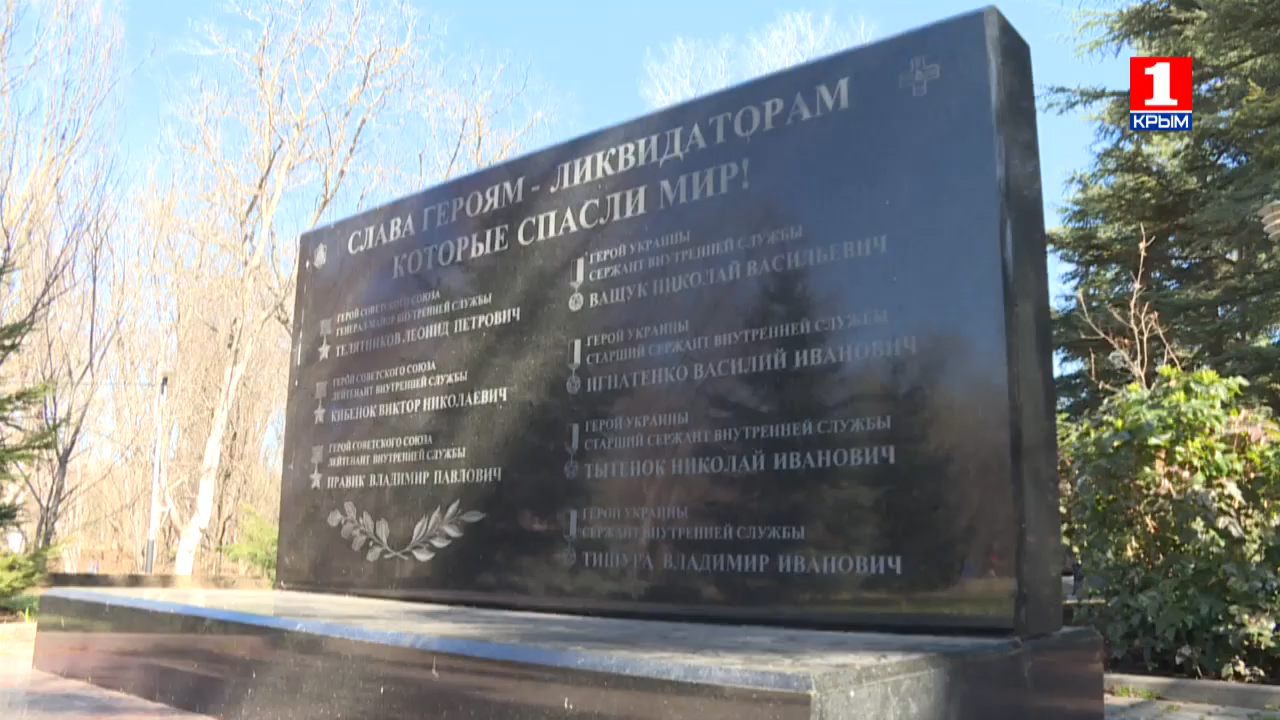 1
КРЫМ
СЛАВА ГЕРОЯМ - ЛИКВИДАТОРАМ
КОТОРЫЕ СПАСЛИ МИР!
ГЕРОЙ СОВЕТСКОГО СОЮЗА
ГЕНЕРАЛ-МАЙОР ВНУТРЕННЕЙ СЛУЖБЫ
ТЕЛЯТНИКОВ ЛЕОНИД ПЕТРОВИЧ
ГЕРОЙ СОВЕТСКОГО СОЮЗА
ЛЕЙТЕНАНТ ВНУТРЕННЕЙ СЛУЖБЫ
КИБЕНОК ВИКТОР НИКОЛАЕВИЧ
ГЕРОЙ СОВЕТСКОГО СОЮЗА
ЛЕЙТЕНАНТ ВНУТРЕННЕЙ СЛУЖБЫ
ПРАВИК ВЛАДИМИР ПАВЛОВИЧ
ГЕРОЙ УКРАИНЫ
СЕРЖАНТ ВНУТРЕННЕЙ СЛУЖБЫ
ВАЩУК НИКОЛАЙ ВАСИЛЬЕВИЧ
ГЕРОЙ УКРАИНЫ
СТАРШИЙ СЕРЖАНТ ВНУТРЕННЕЙ СЛУЖБЫ
ИГНАТЕНКО ВАСИЛИЙ ИВАНОВИЧ
ГЕРОЙ УКРАИНЫ
СТАРШИЙ СЕРЖАНТ ВНУТРЕННЕЙ СЛУЖБЫ
ТЫТЕНОК НИКОЛАЙ ИВАНОВИЧ
ГЕРОЙ УКРАИНЫ
СЕРЖАНТ ВНУТРЕННЕЙ СЛУЖБЫ
ТИШУРА ВЛАДИМИР ИВАНОВИЧ